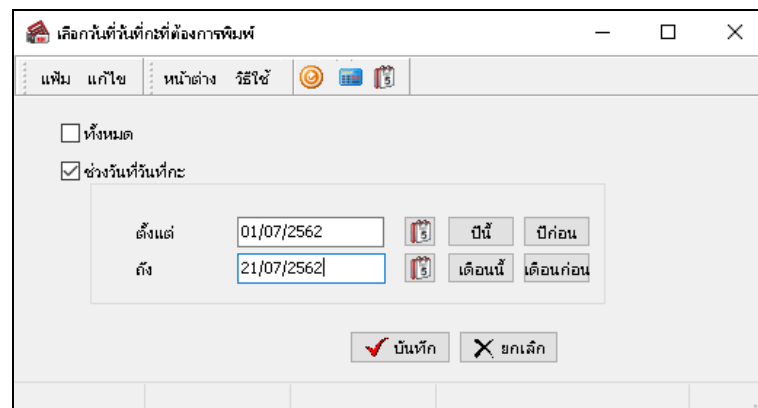 เลือกวันที่วันที่กะที่ต้องการพิมพ์
แฟ้ม แก้ไข หน้าต่าง วิธีใช้
ทั้งหมด
ช่วงวันที่วันที่กะ
ตั้งแต่ 01/07/2562 ปีนี้ ปีก่อน
ถึง 21/07/2562 เดือนนี้ เดือนก่อน
บันทึก ยกเลิก